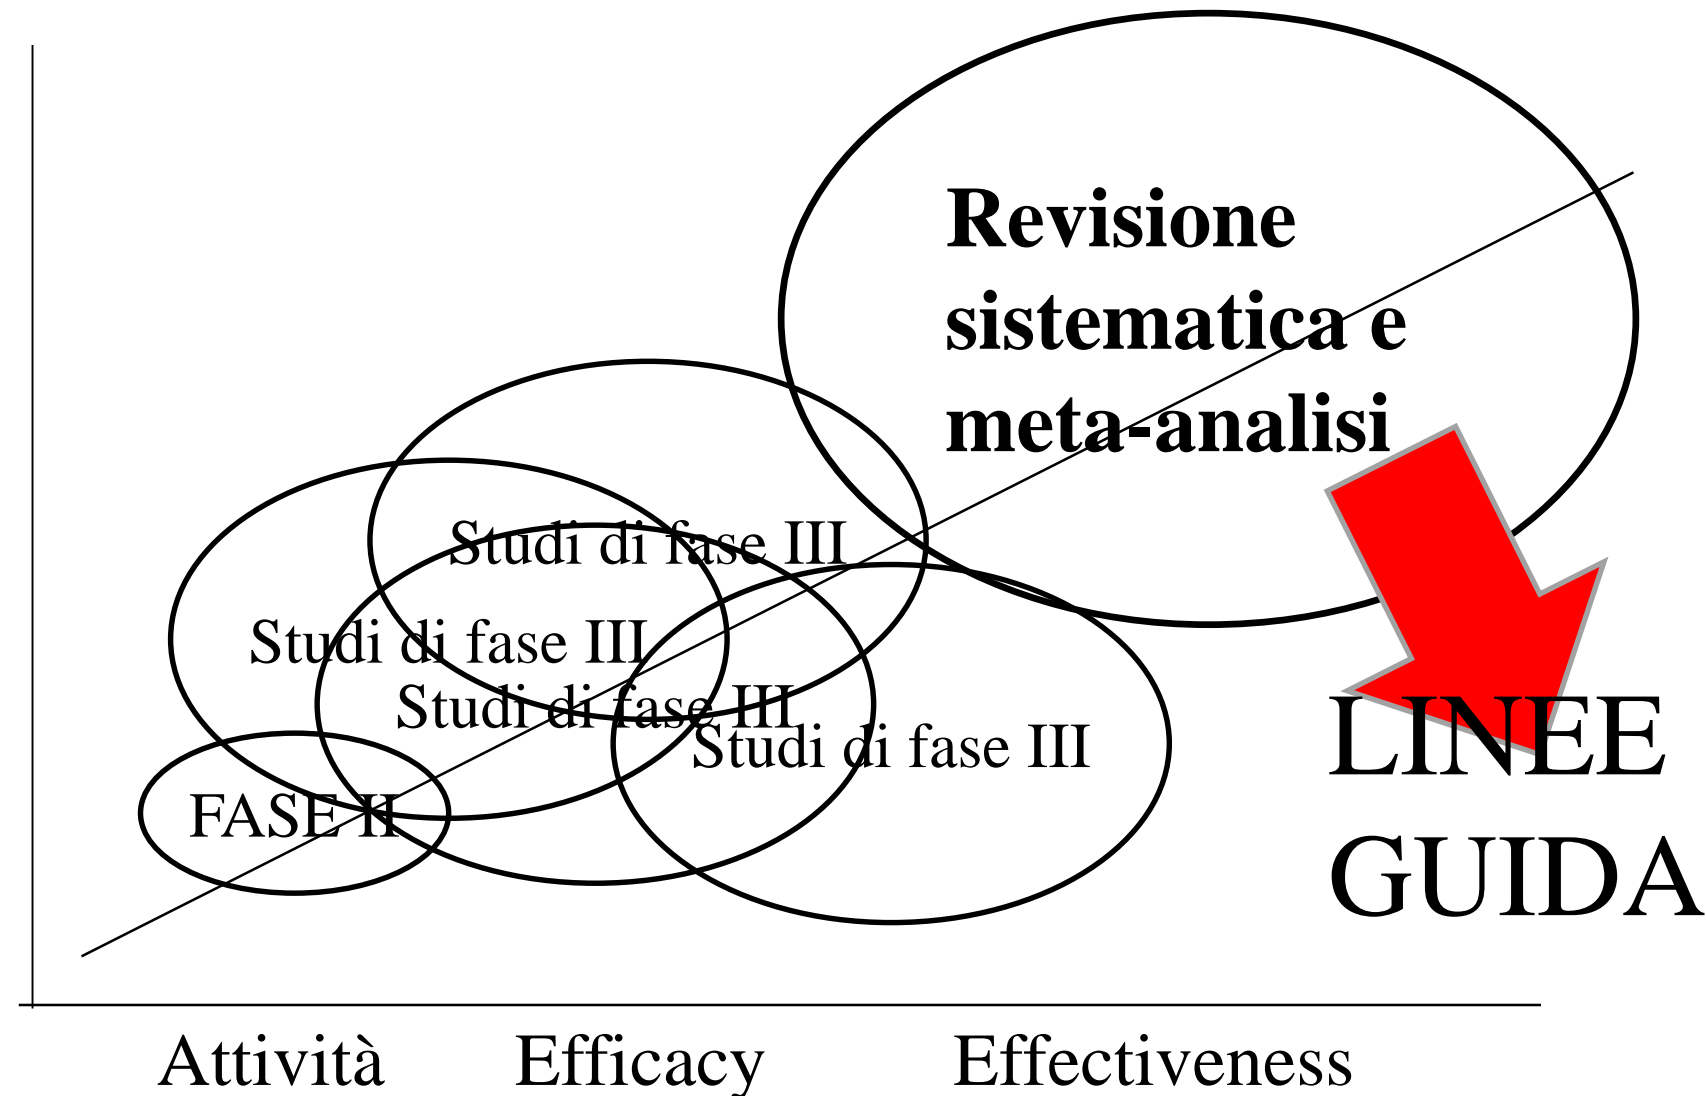 Revisione
sistematica e
meta-analisi
Studi di fase III
Studi di fase III
Studi di fase III
Studi di fase III
FASE II
LINEE
GUIDA
Attività Efficacy Effectiveness